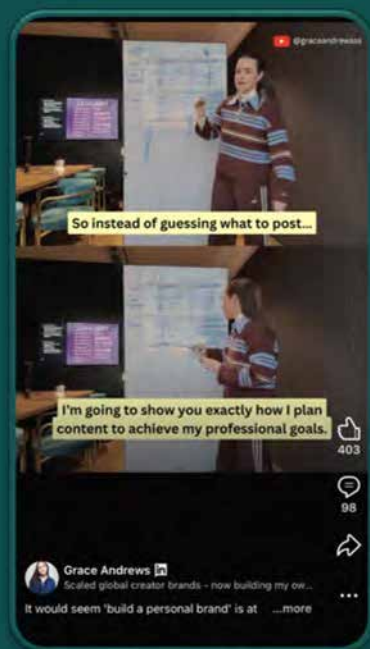 @graceandrewsss
So instead of guessing what to post...
I'm going to show you exactly how I plan
content to achieve my professional goals.
403
98
Grace Andrews in
Scaled global creator brands - now building my ow...
It would seem 'build a personal brand' is at ...more